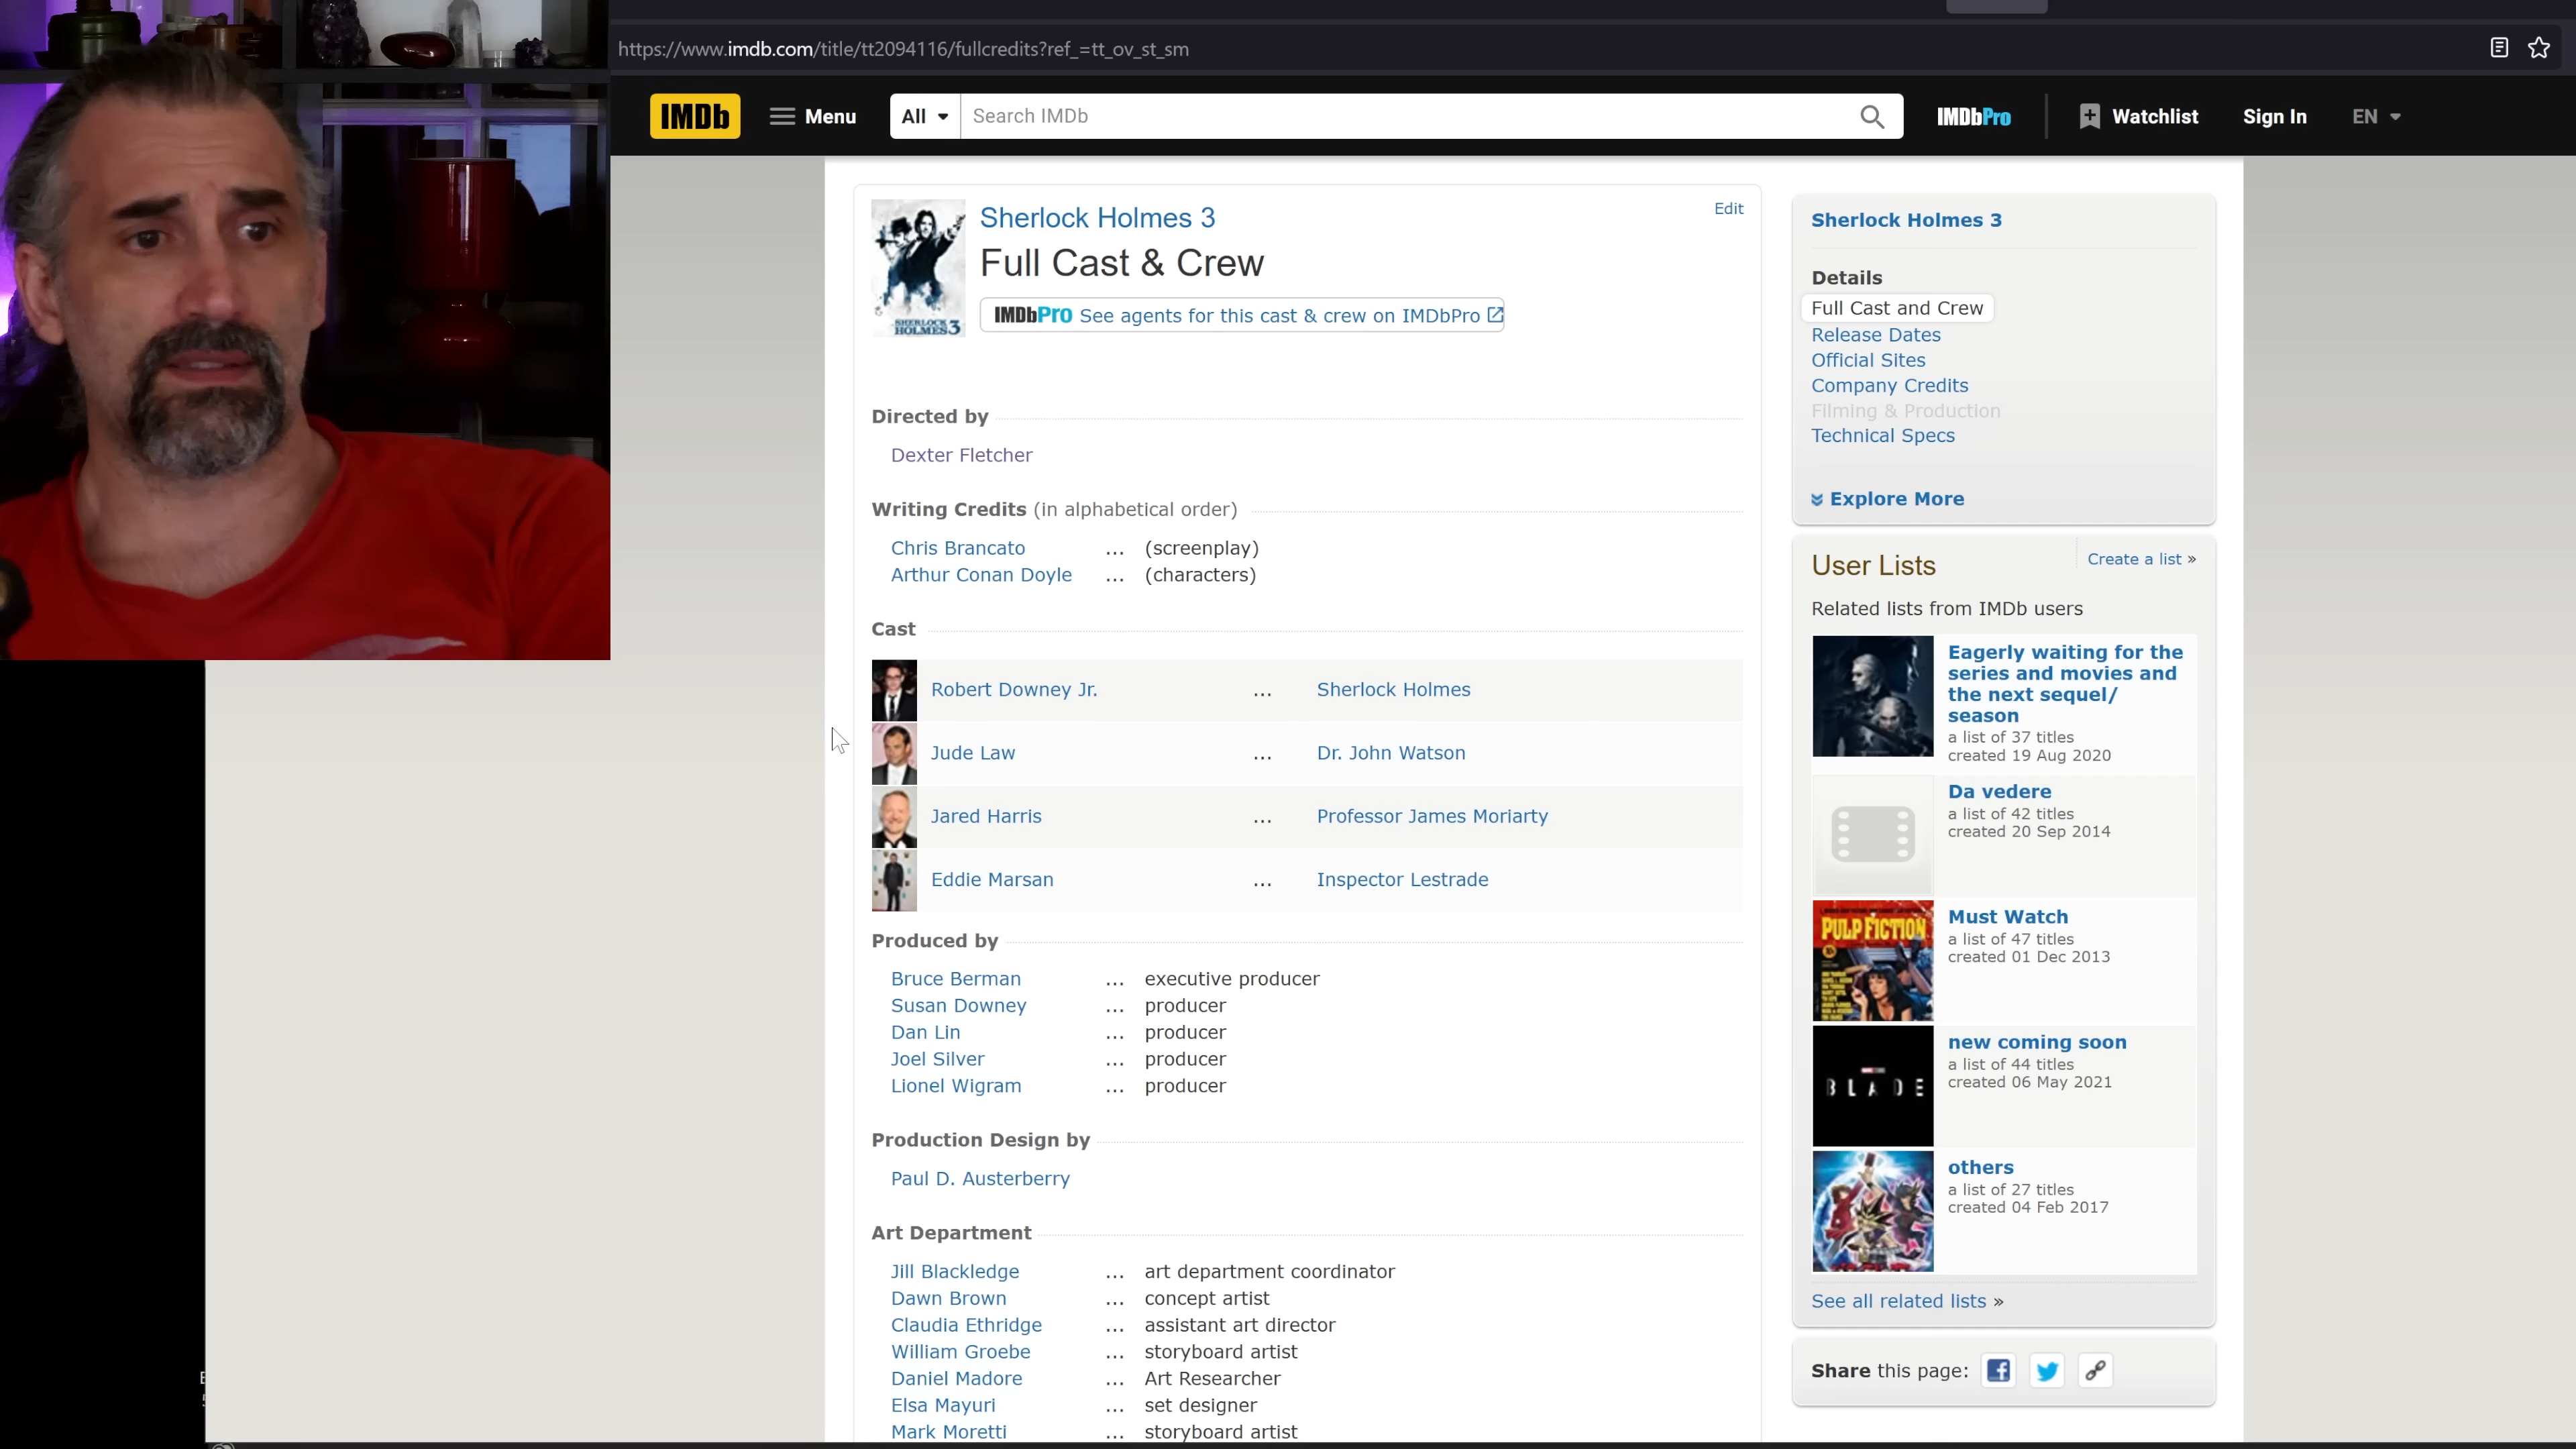 https://www.imdb.com/title/tt2094116/fullcredits?ref_=tt_ov_st_sm
IMDb
Menu
All
Search IMDb
IMDbPro
Watchlist
Sign In
EN
SHERLOCK
HOLMES 3
Sherlock Holmes 3
Edit
Full Cast & Crew
IMDbPro See agents for this cast & crew on IMDbPro
Directed by
Dexter Fletcher
Writing Credits (in alphabetical order)
Chris Brancato ... (screenplay)
Arthur Conan Doyle ... (characters)
Cast
Robert Downey Jr. ... Sherlock Holmes
Jude Law ... Dr. John Watson
Jared Harris ... Professor James Moriarty
Eddie Marsan ... Inspector Lestrade
Produced by
Bruce Berman ... executive producer
Susan Downey ... producer
Dan Lin ... producer
Joel Silver ... producer
Lionel Wigram ... producer
Production Design by
Paul D. Austerberry
Art Department
Jill Blackledge ... art department coordinator
Dawn Brown ... concept artist
Claudia Ethridge ... assistant art director
William Groebe ... storyboard artist
Daniel Madore ... Art Researcher
Elsa Mayuri ... set designer
Mark Moretti ... storyboard artist
Sherlock Holmes 3
Details
Full Cast and Crew
Release Dates
Official Sites
Company Credits
Filming & Production
Technical Specs
Explore More
User Lists
Create a list »
Related lists from IMDb users
Eagerly waiting for the
series and movies and
the next sequel/
season
a list of 37 titles
created 19 Aug 2020
Da vedere
a list of 42 titles
created 20 Sep 2014
PULP FICTION
Must Watch
a list of 47 titles
created 01 Dec 2013
BLADE
new coming soon
a list of 44 titles
created 06 May 2021
others
a list of 27 titles
created 04 Feb 2017
See all related lists »
Share this page: